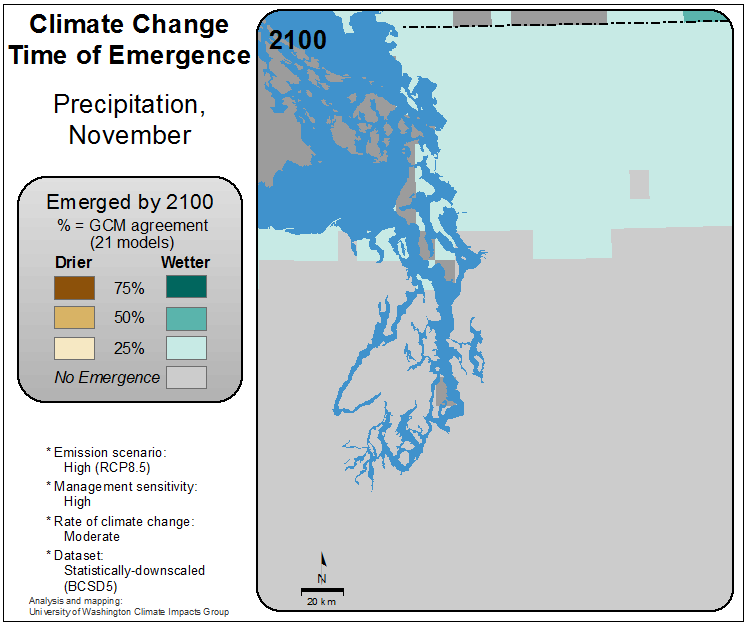 Climate Change
Time of Emergence
Precipitation,
November
Emerged by 2100
% = GCM agreement
(21 models)
Drier Wetter
75%
50%
25%
No Emergence
* Emission scenario:
High (RCP8.5)
* Management sensitivity:
High
* Rate of climate change:
Moderate
* Dataset:
Statistically-downscaled
(BCSD5)
Analysis and mapping:
University of Washington Climate Impacts Group
2100
N
20 km